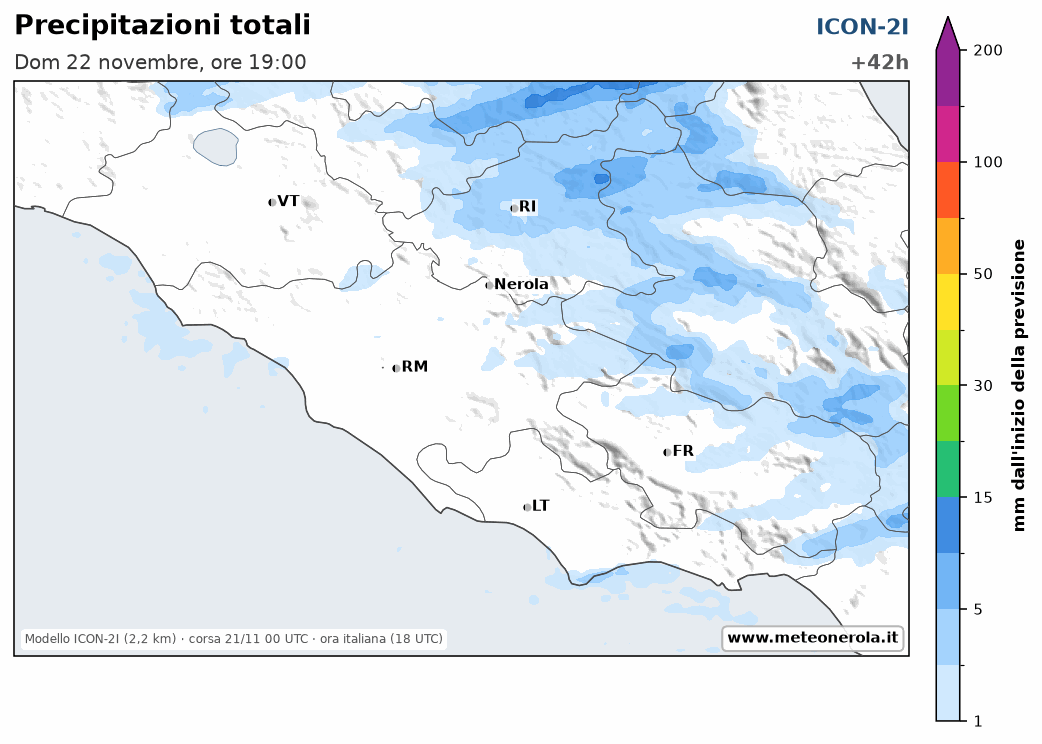 Precipitazioni totali
ICON-2I
Dom 22 novembre, ore 19:00
+42h
VT
RI
Nerola
RM
FR
LT
Modello ICON-2I (2,2 km) · corsa 21/11 00 UTC · ora italiana (18 UTC)
www.meteonerola.it
200
100
50
30
15
5
1
mm dall'inizio della previsione